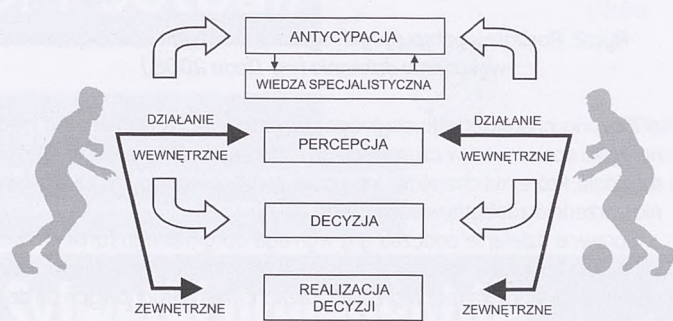 ANTYCYPACJA
WIEDZA SPECJALISTYCZNA
DZIAŁANIE
PERCEPCJA
DZIAŁANIE
WEWNĘTRZNE
WEWNĘTRZNE
DECYZJA
REALIZACJA
DECYZJI
ZEWNĘTRZNE
ZEWNĘTRZNE